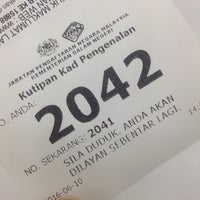 JABATAN PENDAFTARAN NEGARA MALAYSIA
KEMENTERIAN DALAM NEGERI
Kutipan Kad Pengenalan
NO. ANDA:
2042
NO. SEKARANG: 2041
SILA DUDUK. ANDA AKAN
DILAYAN SEBENTAR LAGI.